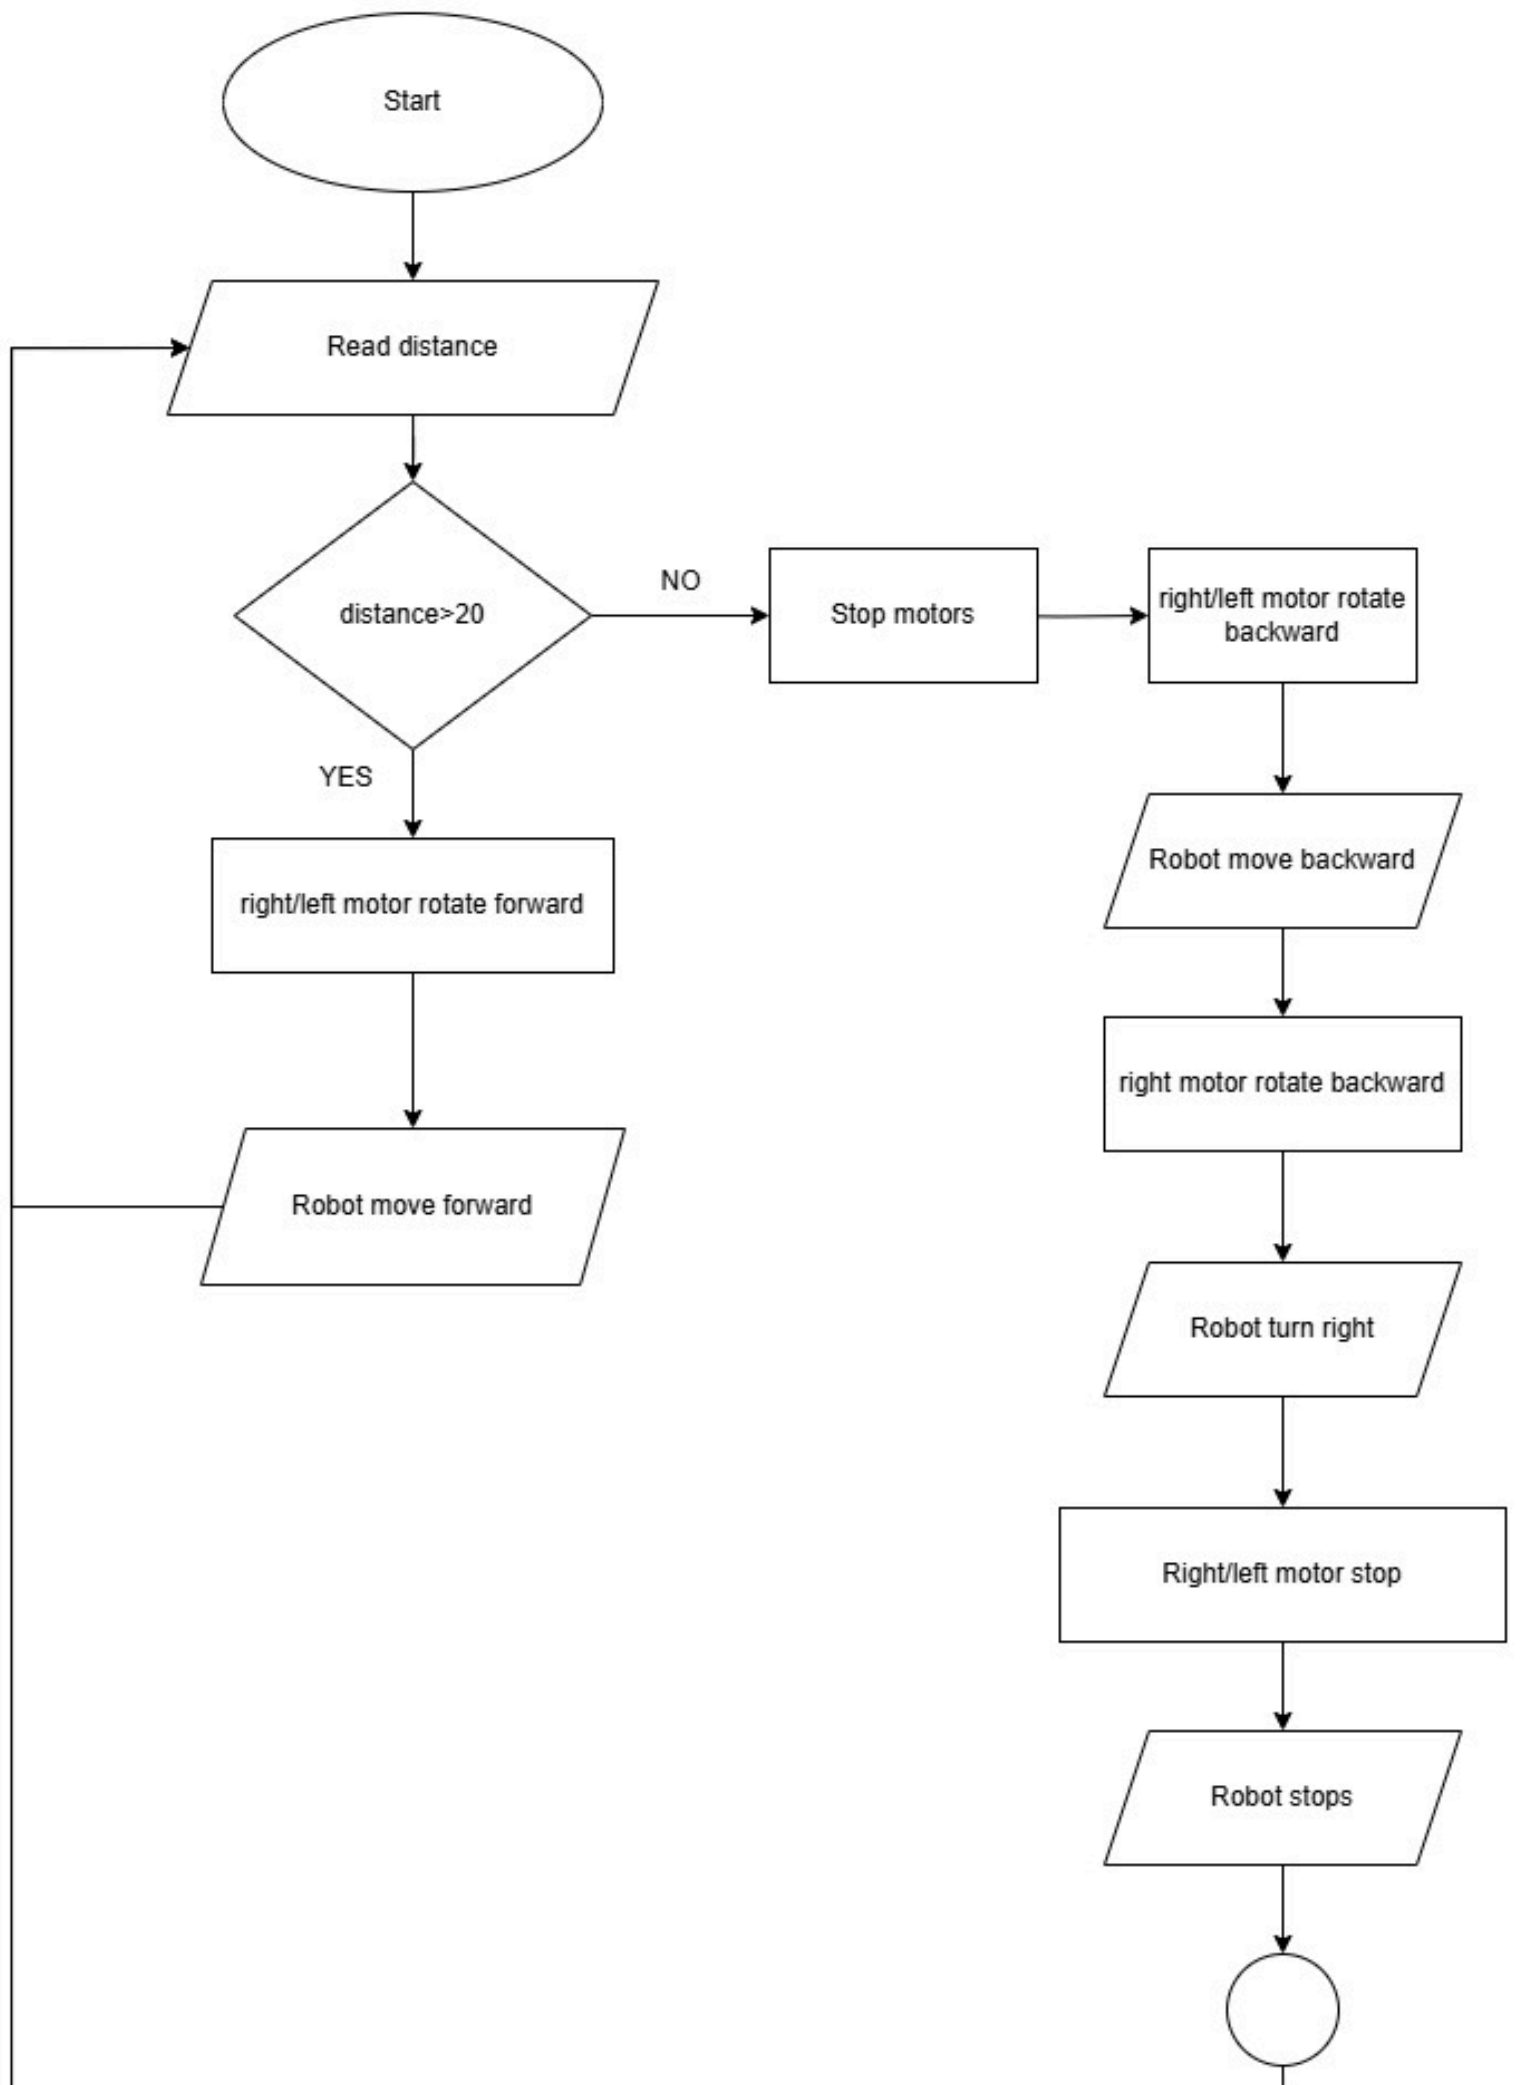 Start
Read distance
distance>20
NO
Stop motors
right/left motor rotate
backward
YES
right/left motor rotate forward
Robot move backward
right motor rotate backward
Robot move forward
Robot turn right
Right/left motor stop
Robot stops